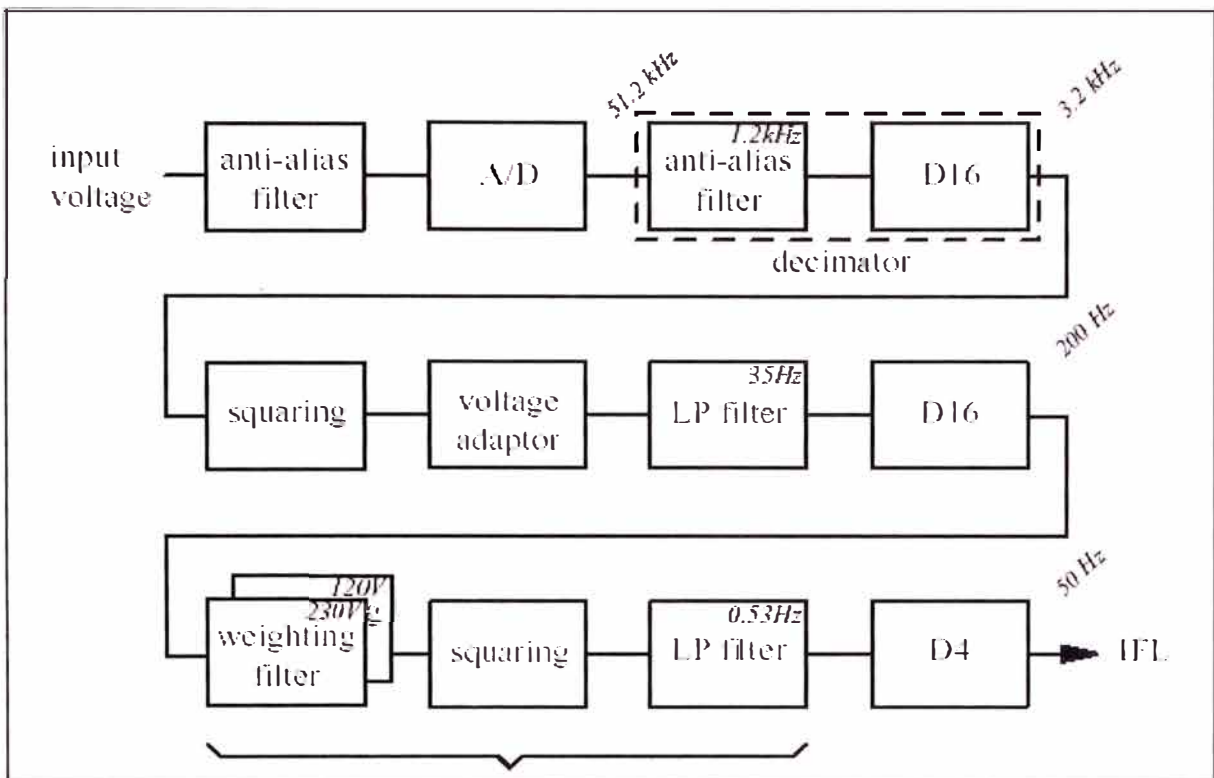 51.2 kHz
3.2 kHz
input
voltage
anti-alias
filter
A/D
1.2kHz
anti-alias
filter
D16
decimator
200 Hz
squaring
voltage
adaptor
35Hz
LP filter
D16
50 Hz
120V
230V
weighting
filter
squaring
0.53Hz
LP filter
D4
IFL